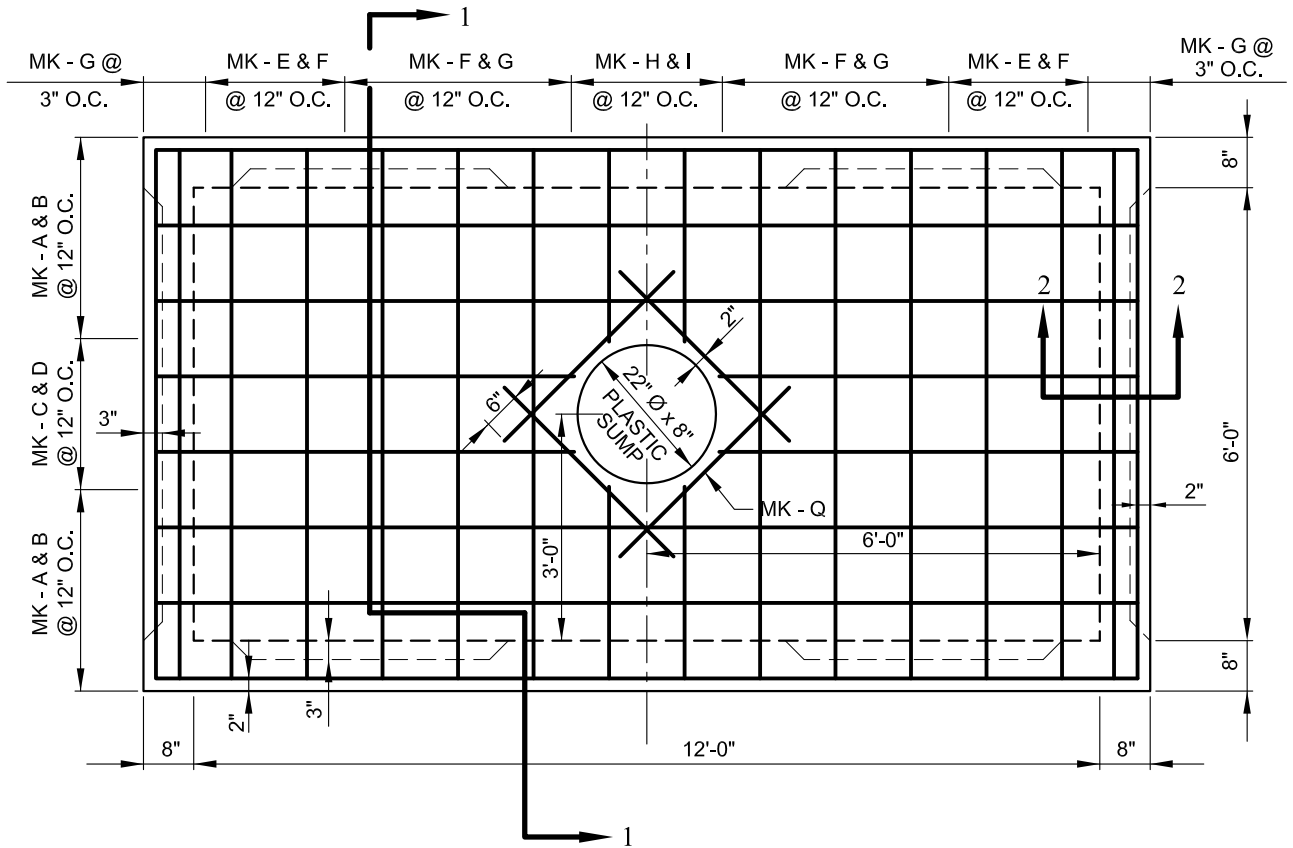 1
MK - G @
3" O.C.
MK - E & F
@ 12" O.C.
MK - F & G
@ 12" O.C.
MK - H & I
@ 12" O.C.
MK - F & G
@ 12" O.C.
MK - E & F
@ 12" O.C.
MK - G @
3" O.C.
8"
MK - A & B
@ 12" O.C.
2"
2 2
MK - C & D
@ 12" O.C.
3"
6"
22" Ø x 8"
PLASTIC
SUMP
6'-0"
2"
MK - Q
6'-0"
3'-0"
MK - A & B
@ 12" O.C.
8"
2"
3"
8"
12'-0"
8"
1